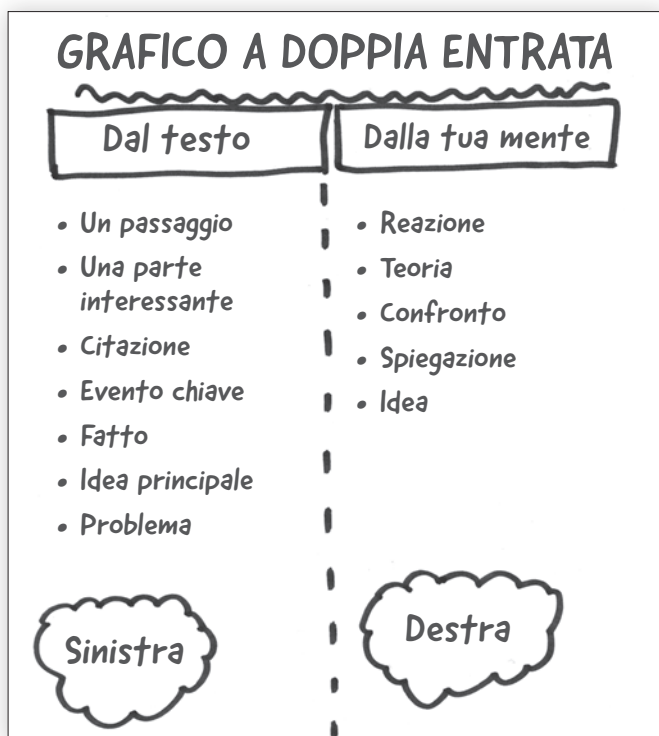 GRAFICO A DOPPIA ENTRATA
Dal testo
• Un passaggio
• Una parte
interessante
• Citazione
• Evento chiave
• Fatto
• Idea principale
• Problema
Sinistra
Dalla tua mente
• Reazione
• Teoria
• Confronto
• Spiegazione
• Idea
Destra